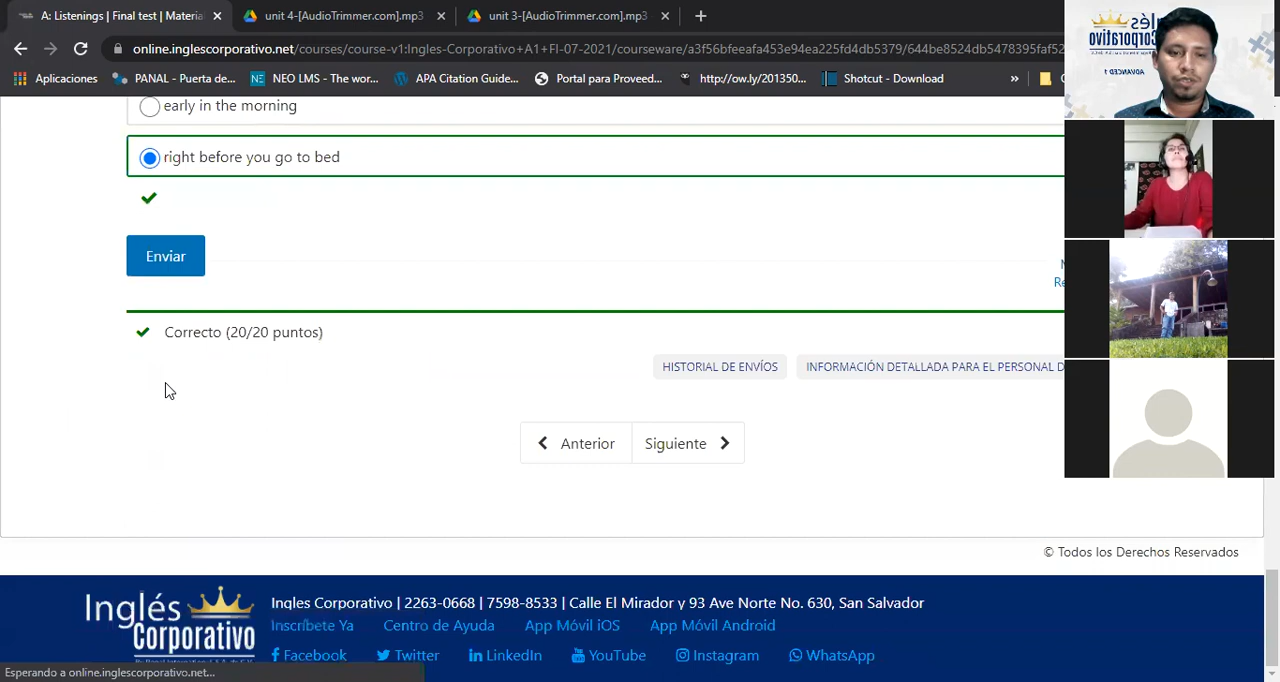 A: Listenings | Final test | Materia
unit 4-[AudioTrimmer.com].mp3
unit 3-[AudioTrimmer.com].mp3
online.inglescorporativo.net/courses/course-v1:Ingles-Corporativo+A1+FI-07-2021/courseware/a3f56bfeeafa453e94ea225fd4db5379/644be8524db5478395faf52
Aplicaciones
PANAL - Puerta de...
NEO LMS - The wor...
APA Citation Guide...
Portal para Proveed...
http://ow.ly/201350...
Shotcut - Download
»
Inglés
Corporativo
ADVANCED 1
early in the morning
right before you go to bed
Enviar
Correcto (20/20 puntos)
HISTORIAL DE ENVÍOS
INFORMACIÓN DETALLADA PARA EL PERSONAL D
Anterior
Siguiente
© Todos los Derechos Reservados
Inglés
Corporativo
Ingles Corporativo | 2263-0668 | 7598-8533 | Calle El Mirador y 93 Ave Norte No. 630, San Salvador
Inscríbete Ya
Centro de Ayuda
App Móvil iOS
App Móvil Android
Facebook
Twitter
LinkedIn
YouTube
Instagram
WhatsApp
Esperando a online.inglescorporativo.net...